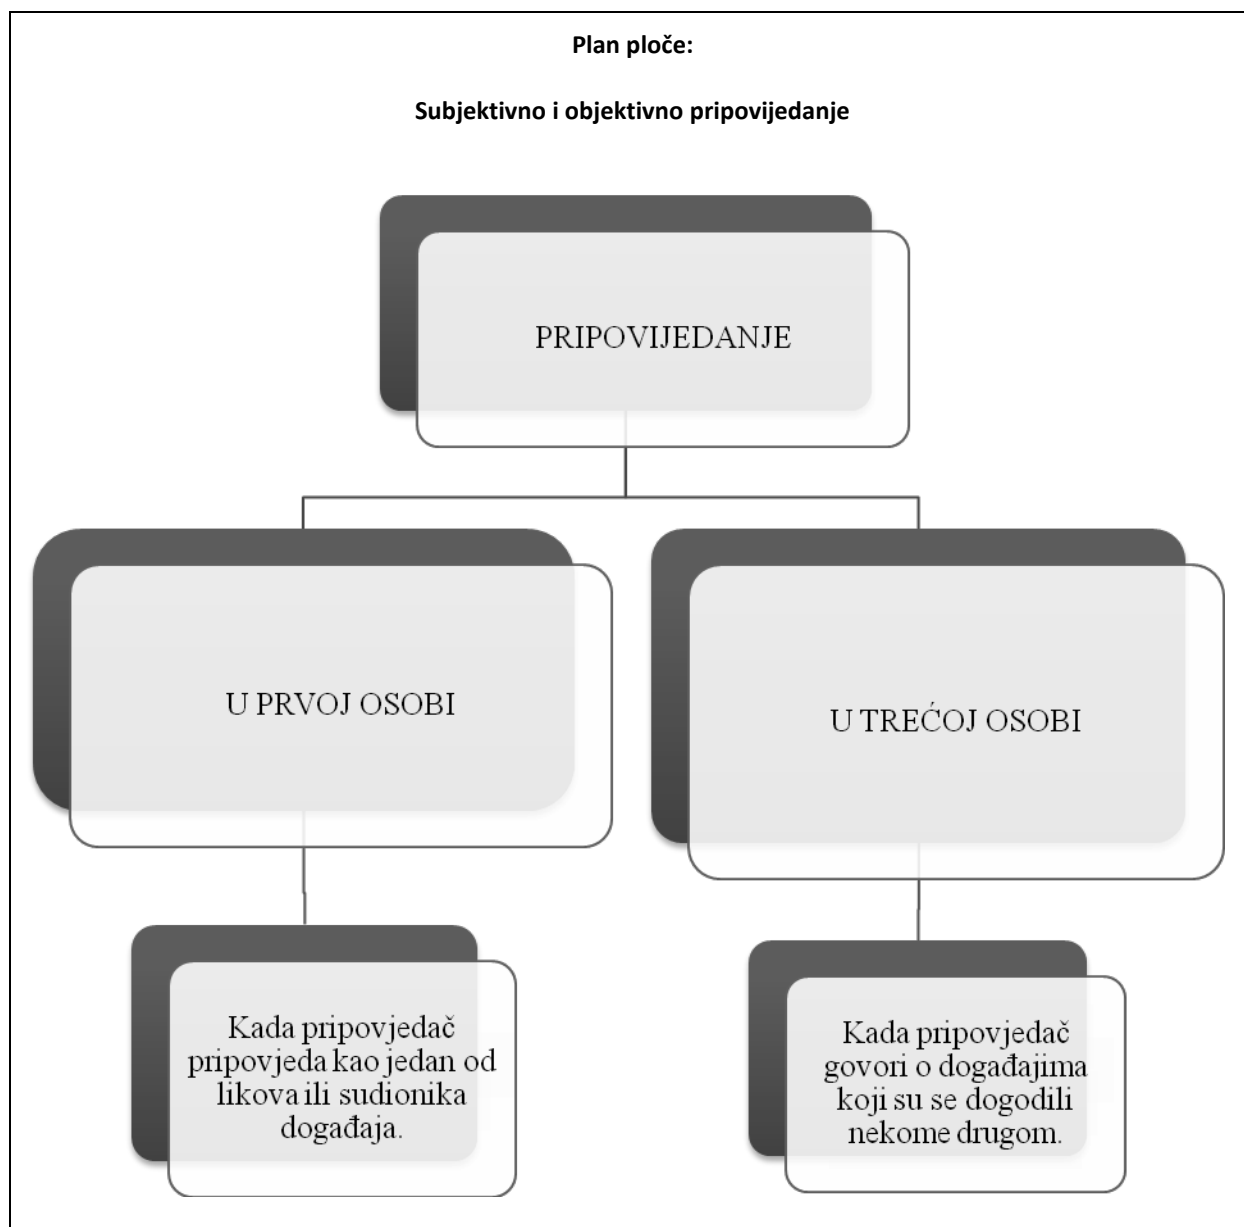 Plan ploče:
Subjektivno i objektivno pripovijedanje
PRIPOVIJEDANJE
U PRVOJ OSOBI
U TREĆOJ OSOBI
Kada pripovjedač
pripovjeda kao jedan od
likova ili sudionika
događaja.
Kada pripovjedač
govori o događajima
koji su se dogodili
nekome drugom.